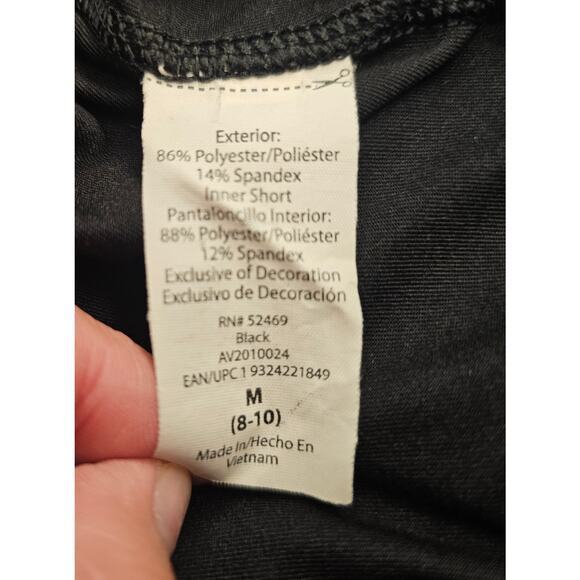 Exterior:
86% Polyester/Poliéster
14% Spandex
Inner Short
Pantaloncillo Interior:
88% Polyester/Poliéster
12% Spandex
Exclusive of Decoration
Exclusivo de Decoración
RN# 52469
Black
AV2010024
EAN/UPC 1 9324221849
M
(8-10)
Made In/Hecho En
Vietnam